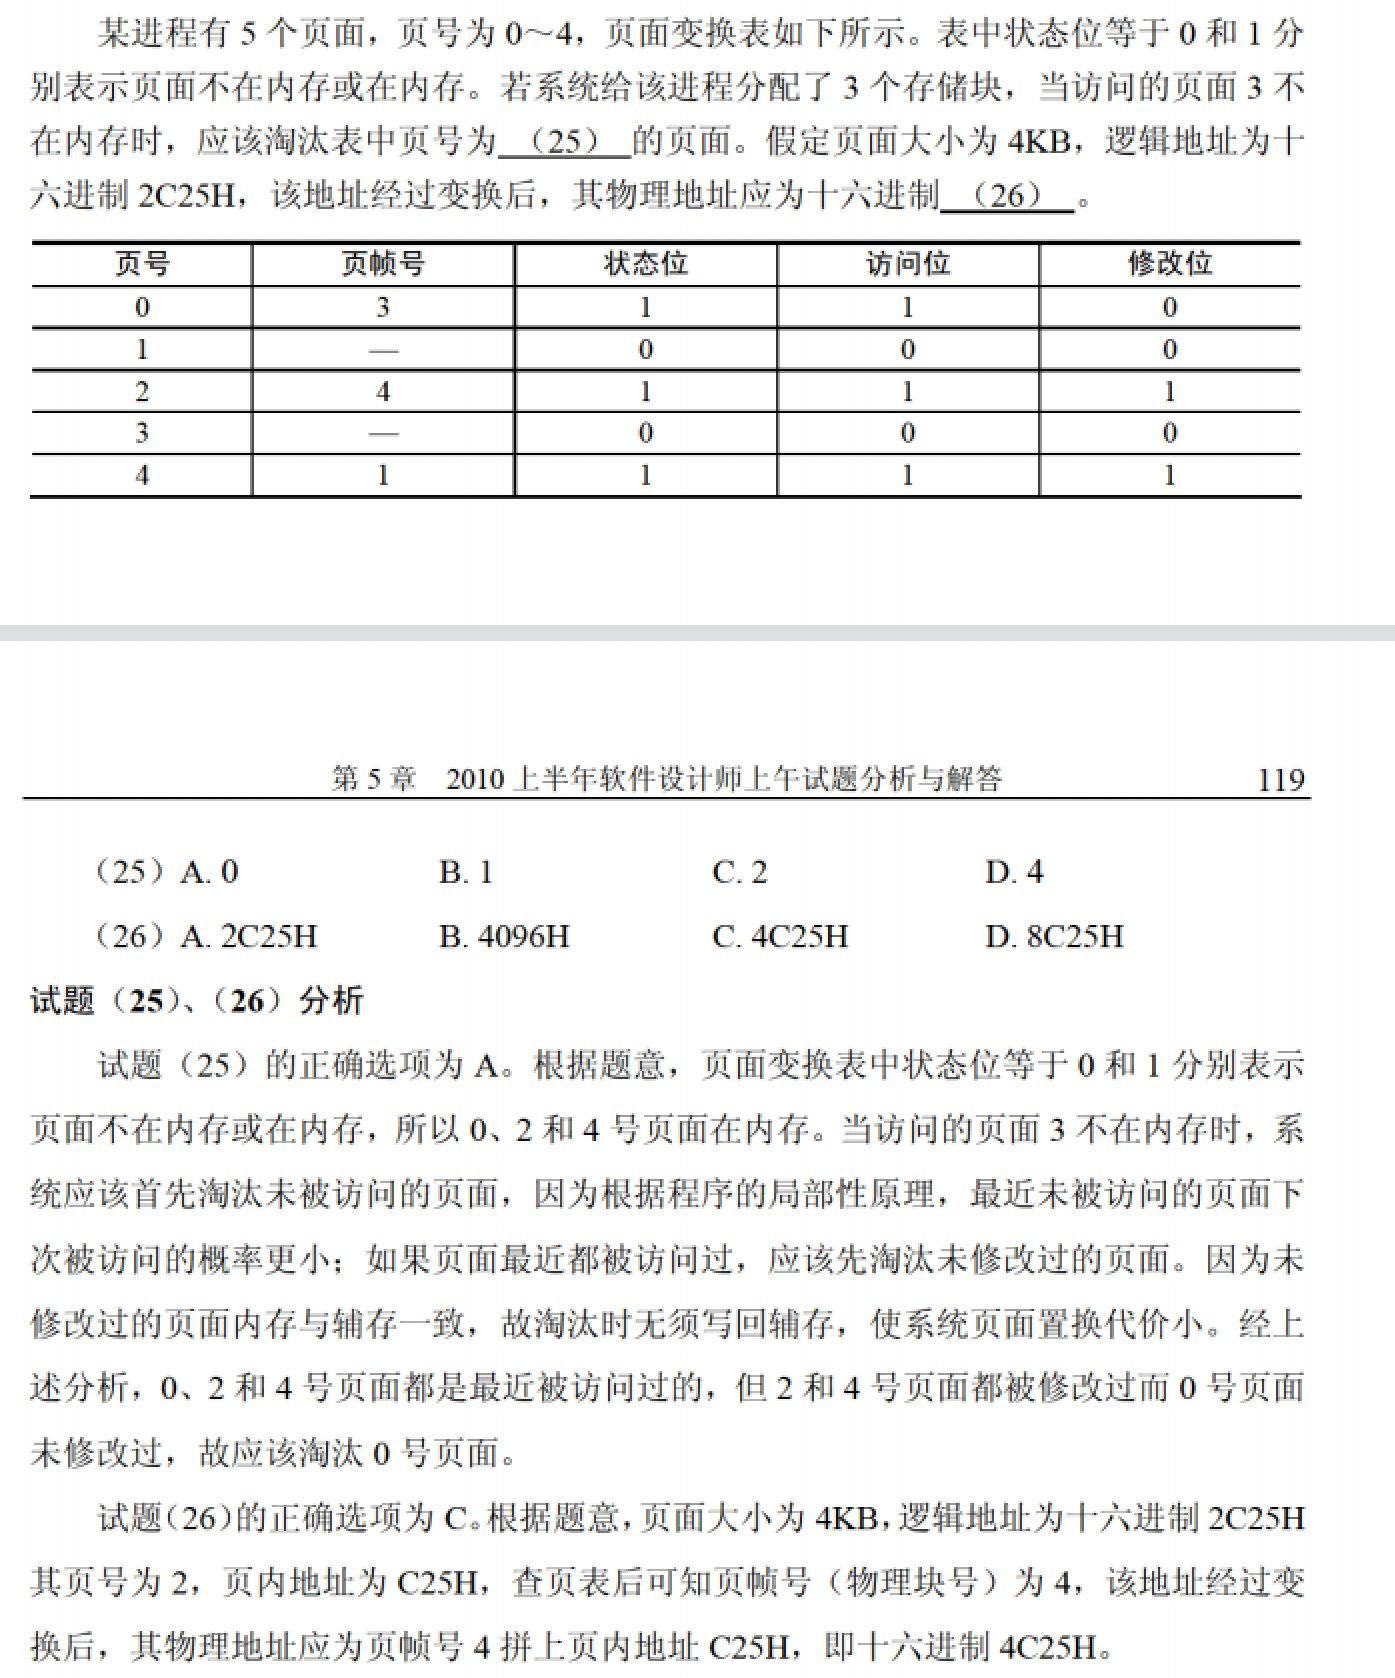 某进程有 5 个页面，页号为 0～4，页面变换表如下所示。表中状态位等于 0 和 1 分
别表示页面不在内存或在内存。若系统给该进程分配了 3 个存储块，当访问的页面 3 不
在内存时，应该淘汰表中页号为 （25） 的页面。假定页面大小为 4KB，逻辑地址为十
六进制 2C25H，该地址经过变换后，其物理地址应为十六进制 （26） 。
页号 页帧号 状态位 访问位 修改位
0 3 1 1 0
1 — 0 0 0
2 4 1 1 1
3 — 0 0 0
4 1 1 1 1
第 5 章 2010 上半年软件设计师上午试题分析与解答 119
（25）A. 0 B. 1 C. 2 D. 4
（26）A. 2C25H B. 4096H C. 4C25H D. 8C25H
试题（25）、（26）分析
试题（25）的正确选项为 A。根据题意，页面变换表中状态位等于 0 和 1 分别表示
页面不在内存或在内存，所以 0、2 和 4 号页面在内存。当访问的页面 3 不在内存时，系
统应该首先淘汰未被访问的页面，因为根据程序的局部性原理，最近未被访问的页面下
次被访问的概率更小；如果页面最近都被访问过，应该先淘汰未修改过的页面。因为未
修改过的页面内存与辅存一致，故淘汰时无须写回辅存，使系统页面置换代价小。经上
述分析，0、2 和 4 号页面都是最近被访问过的，但 2 和 4 号页面都被修改过而 0 号页面
未修改过，故应该淘汰 0 号页面。
试题（26）的正确选项为 C。根据题意，页面大小为 4KB，逻辑地址为十六进制 2C25H
其页号为 2，页内地址为 C25H，查页表后可知页帧号（物理块号）为 4，该地址经过变
换后，其物理地址应为页帧号 4 拼上页内地址 C25H，即十六进制 4C25H。